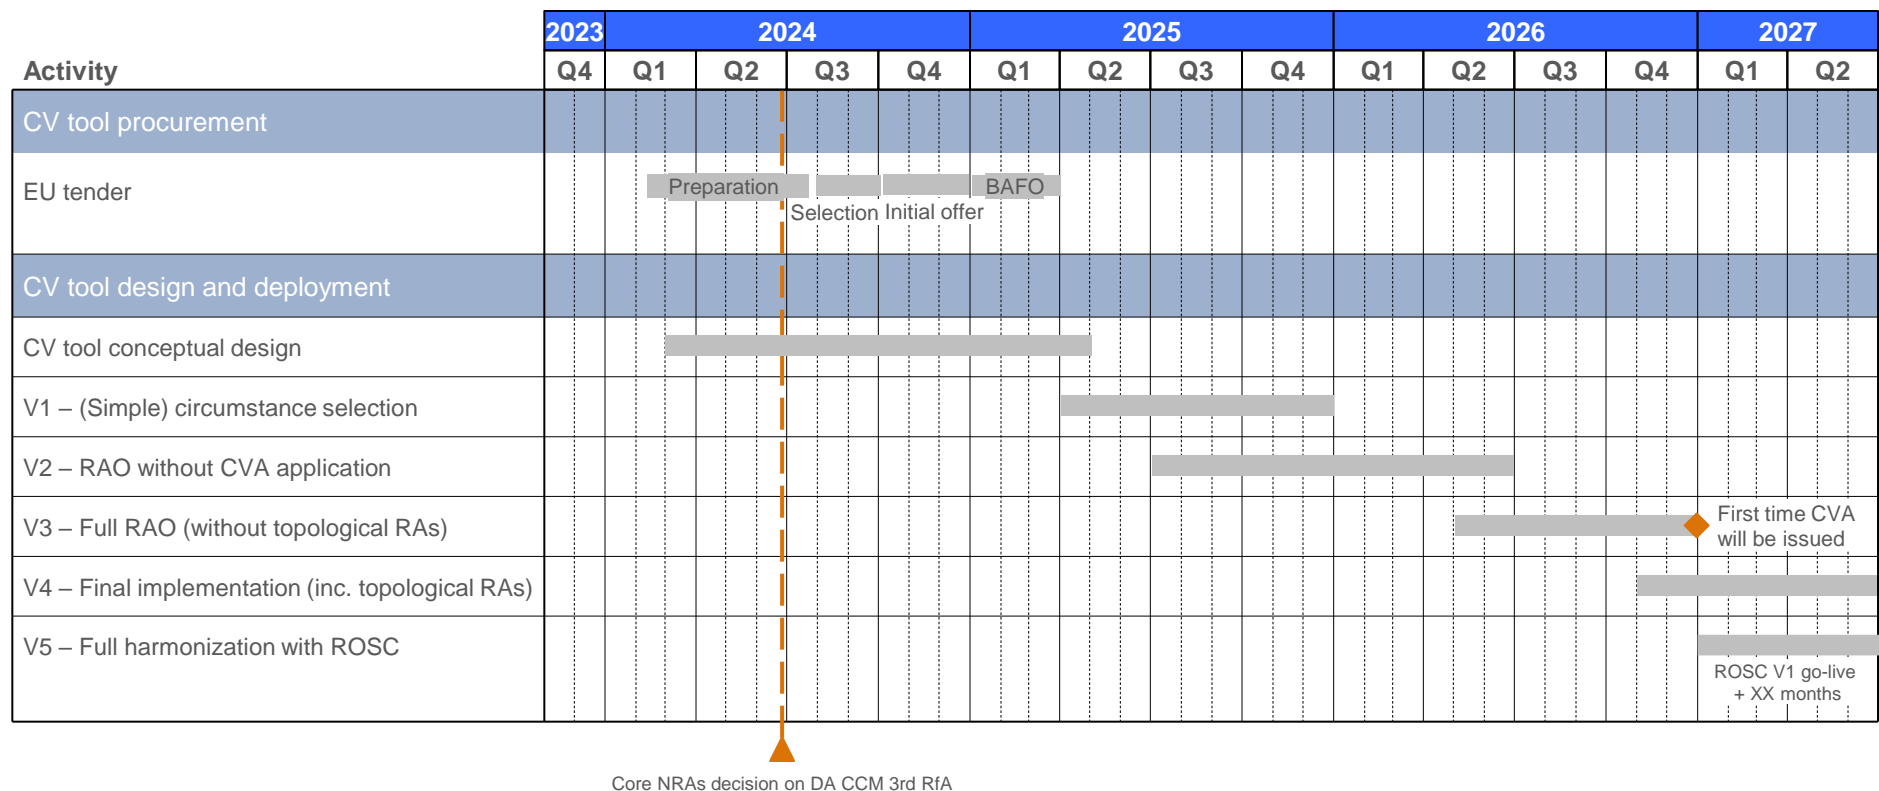 2023 2024 2025 2026 2027
Activity Q4 Q1 Q2 Q3 Q4 Q1 Q2 Q3 Q4 Q1 Q2 Q3 Q4 Q1 Q2
CV tool procurement
EU tender Preparation BAFO
Selection Initial offer
CV tool design and deployment
CV tool conceptual design
V1 – (Simple) circumstance selection
V2 – RAO without CVA application
V3 – Full RAO (without topological RAs)
First time CVA
will be issued
V4 – Final implementation (inc. topological RAs)
V5 – Full harmonization with ROSC
ROSC V1 go-live
+ XX months
Core NRAs decision on DA CCM 3rd RfA